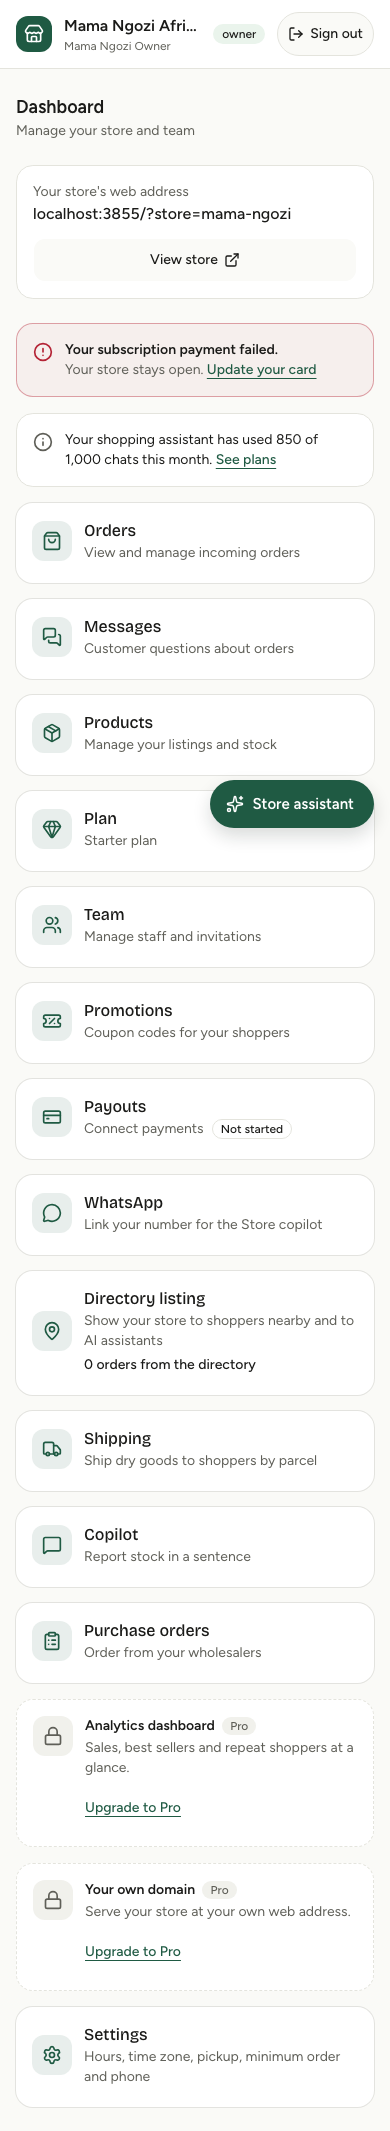 Mama Ngozi Afri...
Mama Ngozi Owner
owner
Sign out
Dashboard
Manage your store and team
Your store's web address
localhost:3855/?store=mama-ngozi
View store
Your subscription payment failed.
Your store stays open. Update your card
Your shopping assistant has used 850 of
1,000 chats this month. See plans
Orders
View and manage incoming orders
Messages
Customer questions about orders
Products
Manage your listings and stock
Store assistant
Plan
Starter plan
Team
Manage staff and invitations
Promotions
Coupon codes for your shoppers
Payouts
Connect payments Not started
WhatsApp
Link your number for the Store copilot
Directory listing
Show your store to shoppers nearby and to
AI assistants
0 orders from the directory
Shipping
Ship dry goods to shoppers by parcel
Copilot
Report stock in a sentence
Purchase orders
Order from your wholesalers
Analytics dashboard Pro
Sales, best sellers and repeat shoppers at a
glance.
Upgrade to Pro
Your own domain Pro
Serve your store at your own web address.
Upgrade to Pro
Settings
Hours, time zone, pickup, minimum order
and phone